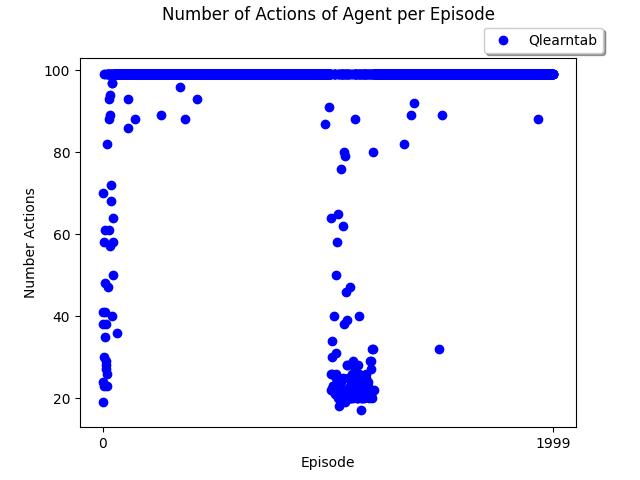 Number of Actions of Agent per Episode
Qlearntab
100
80
60
40
20
Number Actions
0
1999
Episode